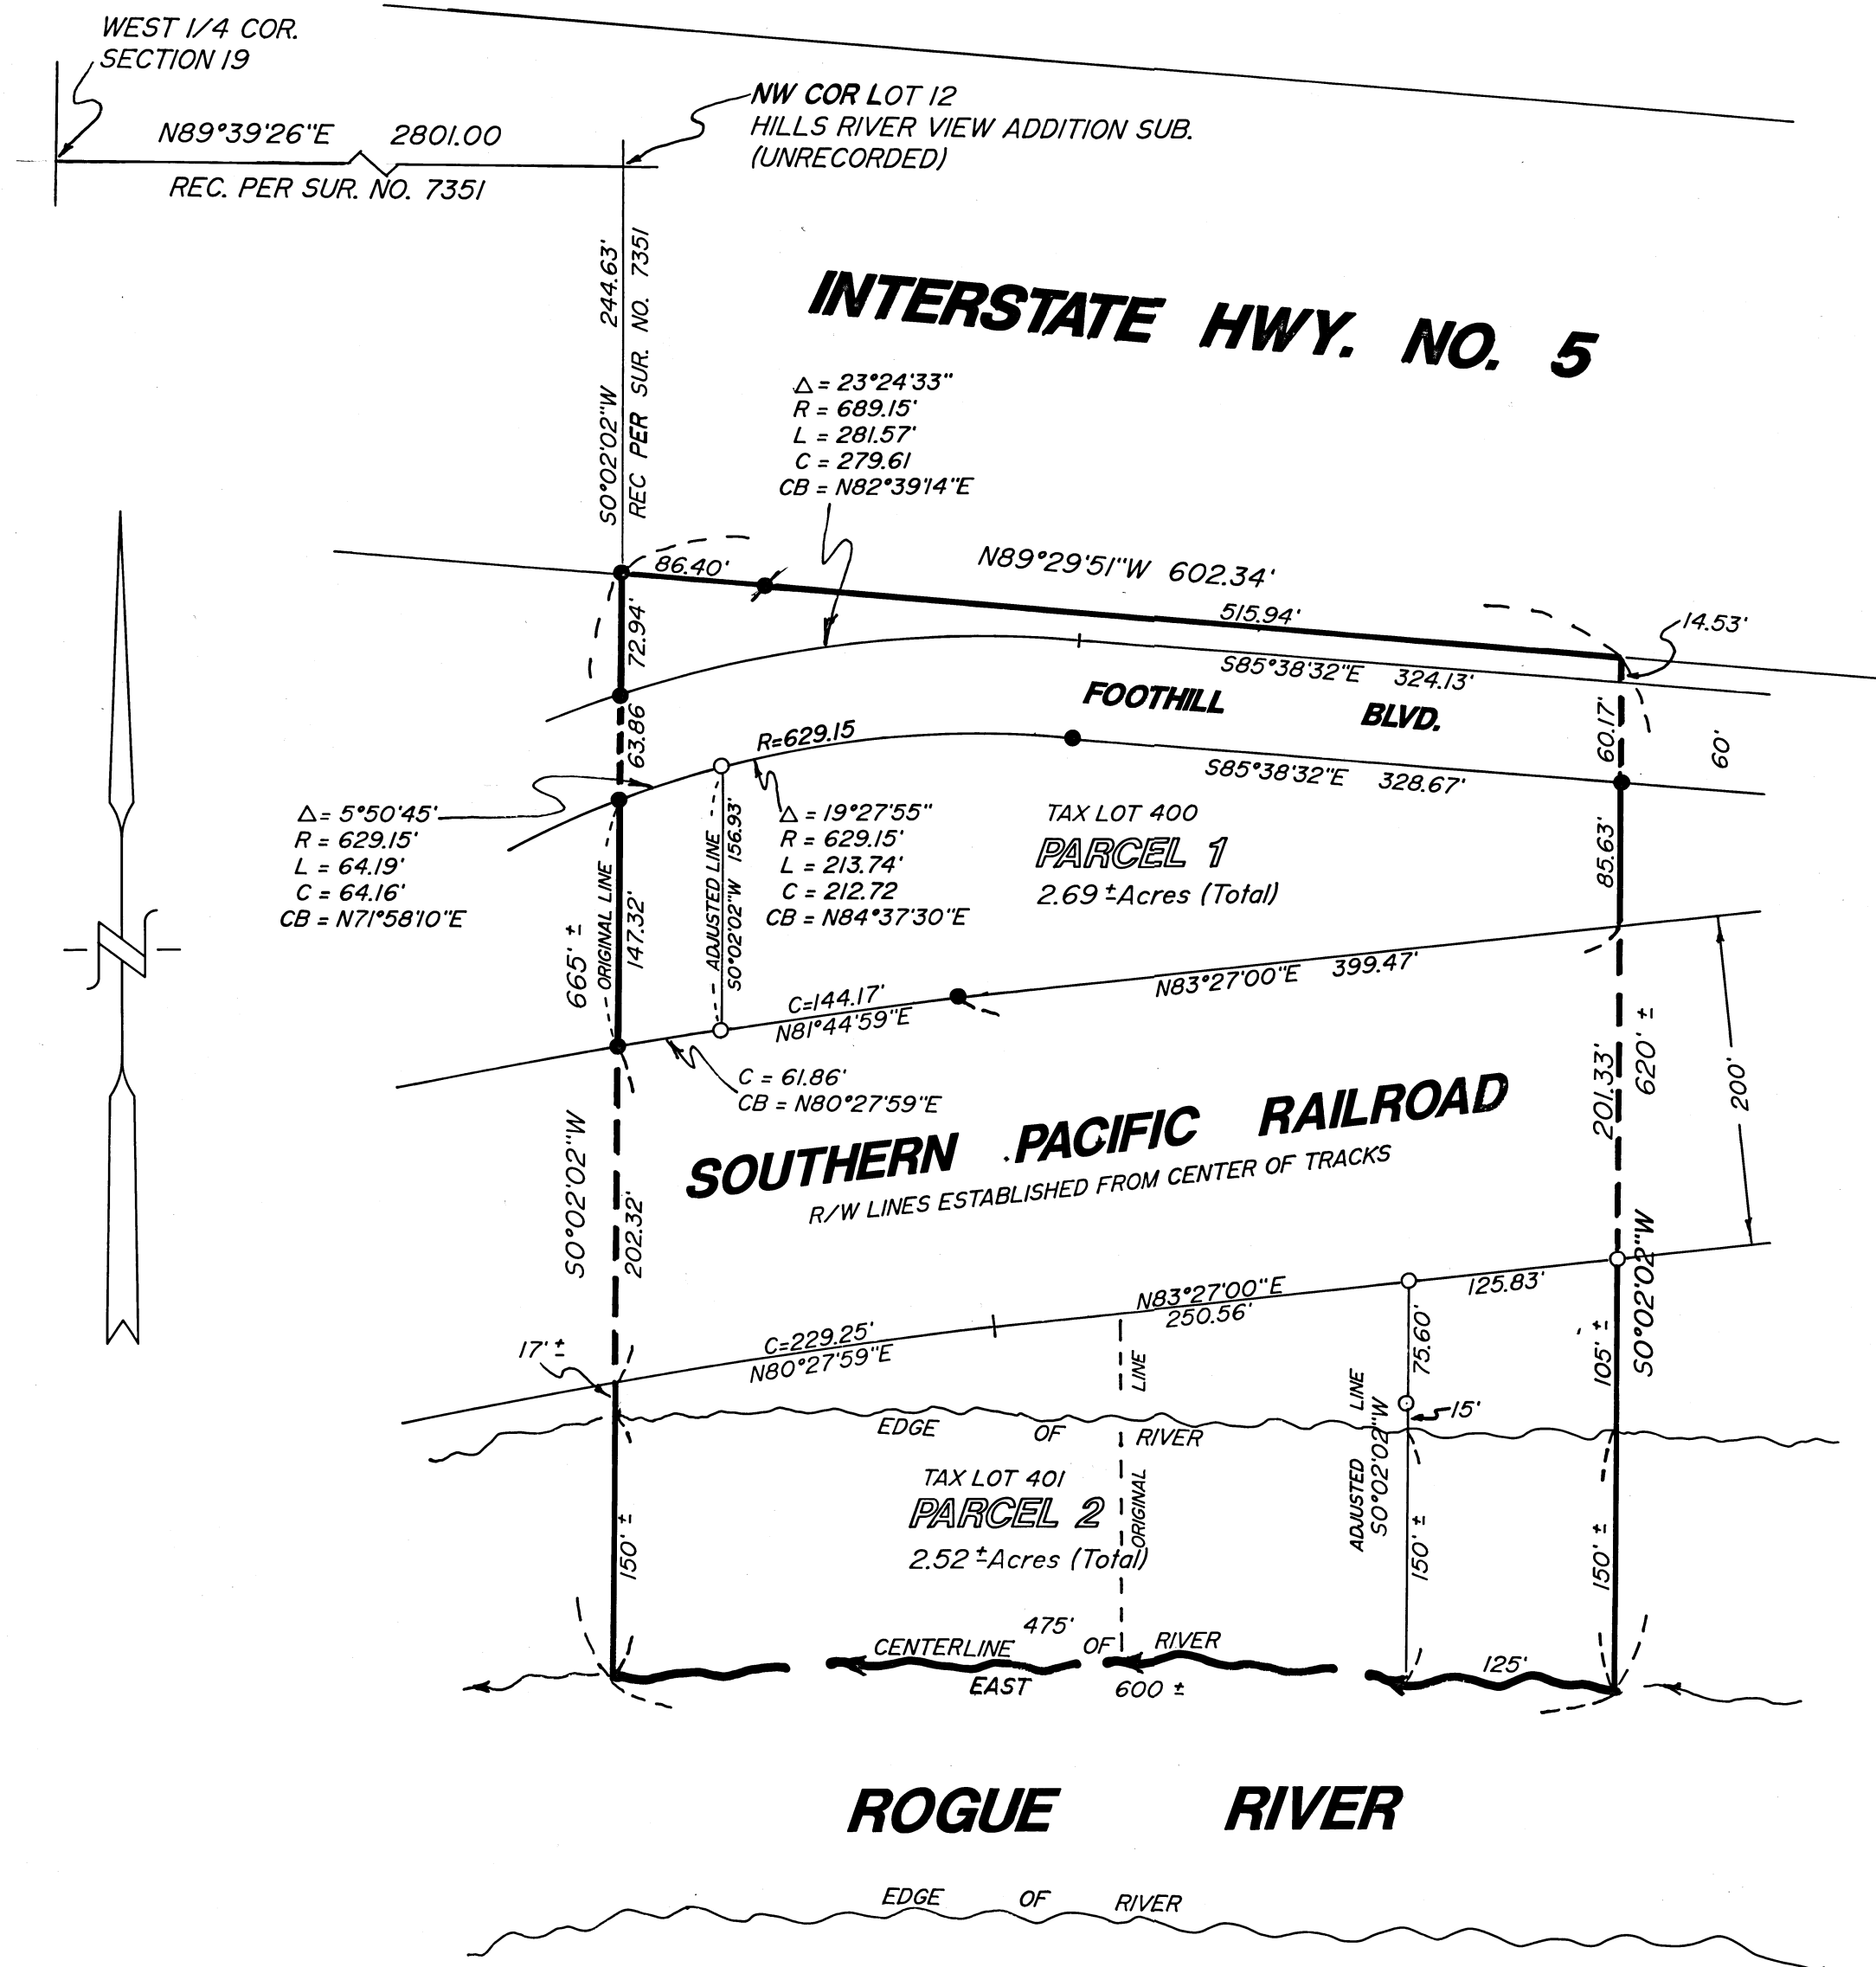 WEST 1/4 COR.
SECTION 19
N89°39'26"E 2801.00
REC. PER SUR. NO. 7351
NW COR LOT 12
HILLS RIVER VIEW ADDITION SUB.
(UNRECORDED)
S0°02'02"W 244.63'
REC PER SUR. NO. 7351
INTERSTATE HWY. NO. 5
Δ = 23°24'33"
R = 689.15'
L = 281.57'
C = 279.61
CB = N82°39'14"E
86.40'
N89°29'51"W 602.34'
515.94'
14.53'
72.94'
S85°38'32"E 324.13'
FOOTHILL BLVD.
63.86
R=629.15
60.17'
60'
S85°38'32"E 328.67'
Δ = 5°50'45"
R = 629.15'
L = 64.19'
C = 64.16'
CB = N71°58'10"E
Δ = 19°27'55"
R = 629.15'
L = 213.74'
C = 212.72
CB = N84°37'30"E
TAX LOT 400
PARCEL 1
2.69 ± Acres (Total)
85.63'
665' ±
ORIGINAL LINE
147.32'
ADJUSTED LINE
S0°02'02"W 156.93'
N
C=144.17'
N81°44'59"E
N83°27'00"E 399.47'
C = 61.86'
CB = N80°27'59"E
SOUTHERN PACIFIC RAILROAD
R/W LINES ESTABLISHED FROM CENTER OF TRACKS
201.33'
620' ±
200'
S0°02'02"W
202.32'
S0°02'02"W
N83°27'00"E
250.56'
125.83'
C=229.25'
N80°27'59"E
17' ±
LINE
75.60'
105' ±
15'
ADJUSTED LINE
S0°02'02"W
EDGE OF RIVER
TAX LOT 401
PARCEL 2
2.52 ± Acres (Total)
ORIGINAL
150' ±
150' ±
150' ±
475'
CENTERLINE OF RIVER
EAST 600 ±
125'
ROGUE RIVER
EDGE OF RIVER